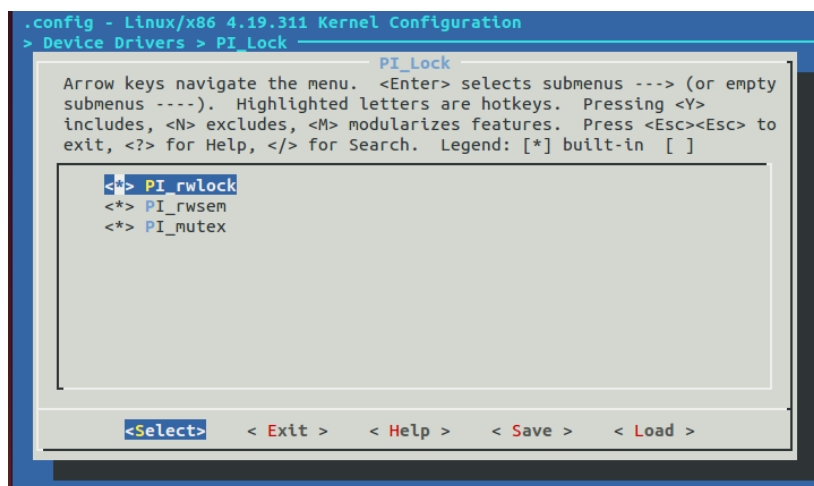 .config - Linux/x86 4.19.311 Kernel Configuration
> Device Drivers > PI_Lock
PI_Lock
Arrow keys navigate the menu.  <Enter> selects submenus ---> (or empty
submenus ----).  Highlighted letters are hotkeys.  Pressing <Y>
includes, <N> excludes, <M> modularizes features.  Press <Esc><Esc> to
exit, <?> for Help, </> for Search.  Legend: [*] built-in  [ ]
<*> PI_rwlock
<*> PI_rwsem
<*> PI_mutex
<Select>    < Exit >    < Help >    < Save >    < Load >